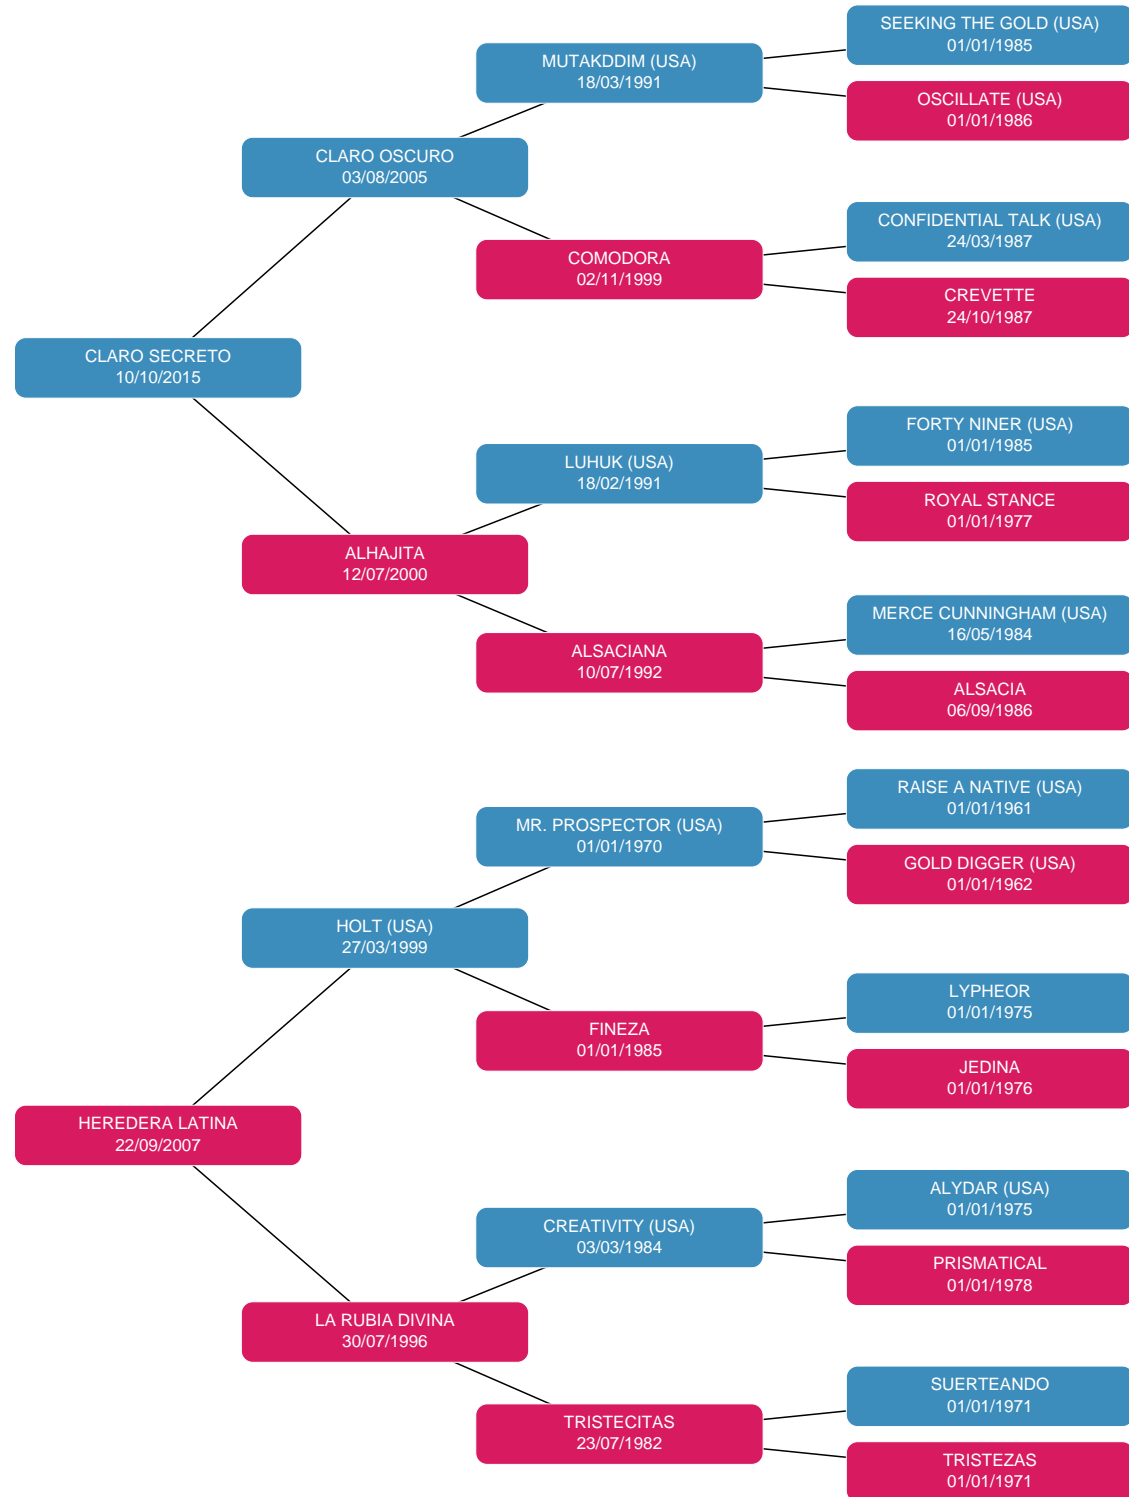 SEEKING THE GOLD (USA)
01/01/1985
MUTAKDDIM (USA)
18/03/1991
OSCILLATE (USA)
01/01/1986
CLARO OSCURO
03/08/2005
CONFIDENTIAL TALK (USA)
24/03/1987
COMODORA
02/11/1999
CREVETTE
24/10/1987
CLARO SECRETO
10/10/2015
FORTY NINER (USA)
01/01/1985
LUHUK (USA)
18/02/1991
ROYAL STANCE
01/01/1977
ALHAJITA
12/07/2000
MERCE CUNNINGHAM (USA)
16/05/1984
ALSACIANA
10/07/1992
ALSACIA
06/09/1986
RAISE A NATIVE (USA)
01/01/1961
MR. PROSPECTOR (USA)
01/01/1970
GOLD DIGGER (USA)
01/01/1962
HOLT (USA)
27/03/1999
LYPHEOR
01/01/1975
FINEZA
01/01/1985
JEDINA
01/01/1976
HEREDERA LATINA
22/09/2007
ALYDAR (USA)
01/01/1975
CREATIVITY (USA)
03/03/1984
PRISMATICAL
01/01/1978
LA RUBIA DIVINA
30/07/1996
SUERTEANDO
01/01/1971
TRISTECITAS
23/07/1982
TRISTEZAS
01/01/1971